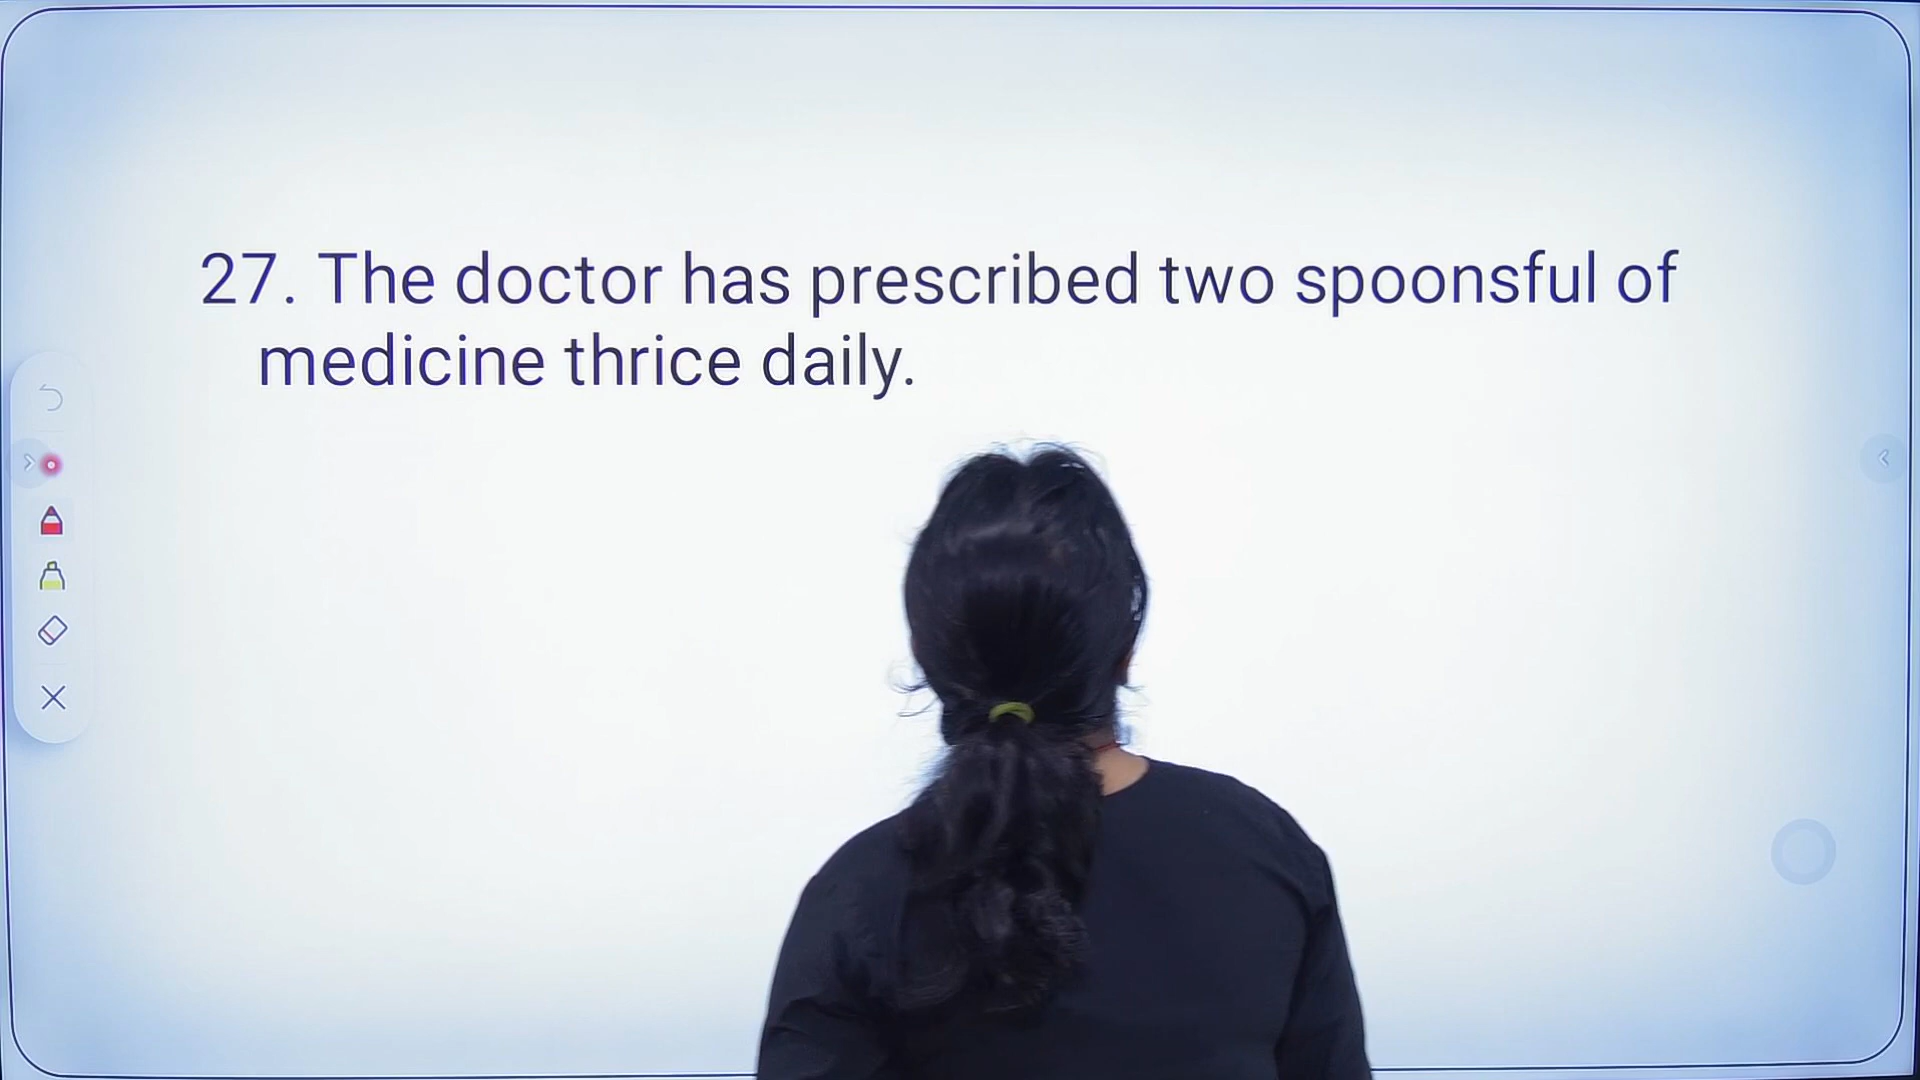 27. The doctor has prescribed two spoonsful of
medicine thrice daily.